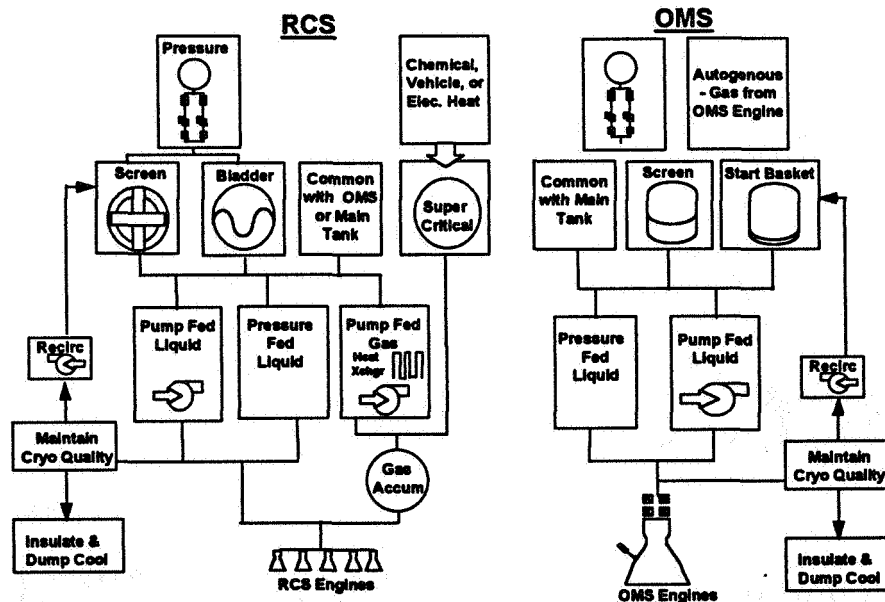 RCS
OMS
Pressure
Chemical,
Vehicle, or
Elec. Heat
Autogenous
- Gas from
OMS Engine
Screen
Bladder
Common
with OMS
or Main
Tank
Super
Critical
Common
with Main
Tank
Screen
Start Basket
Pump Fed
Liquid
Pressure
Fed
Liquid
Pump Fed
Gas
Heat
Xchgr
Recirc
Pressure
Fed
Liquid
Pump Fed
Liquid
Recirc
Maintain
Cryo Quality
Gas
Accum
Maintain
Cryo Quality
Insulate &
Dump Cool
RCS Engines
OMS Engines
Insulate &
Dump Cool